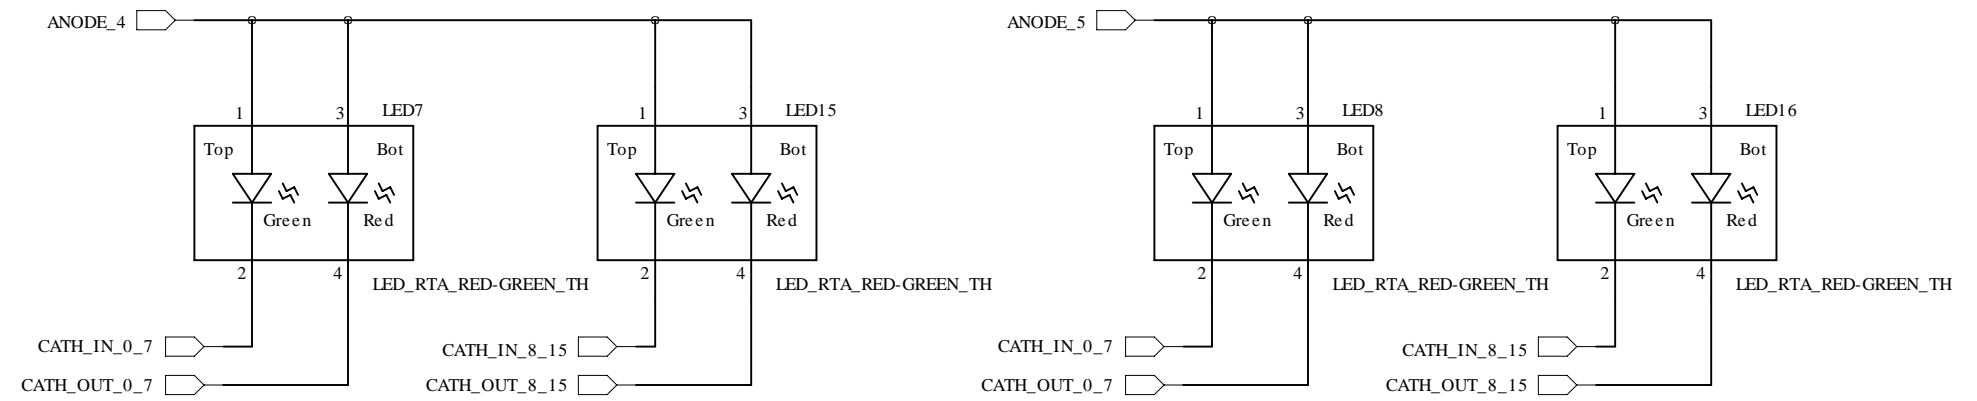 ANODE_4
ANODE_5
1 3 LED7
1 3 LED15
1 3 LED8
1 3 LED16
Top Bot
Top Bot
Top Bot
Top Bot
Green Red
Green Red
Green Red
Green Red
2 4 LED_RTA_RED-GREEN_TH
2 4 LED_RTA_RED-GREEN_TH
2 4 LED_RTA_RED-GREEN_TH
2 4 LED_RTA_RED-GREEN_TH
CATH_IN_0_7
CATH_IN_8_15
CATH_IN_0_7
CATH_IN_8_15
CATH_OUT_0_7
CATH_OUT_8_15
CATH_OUT_0_7
CATH_OUT_8_15